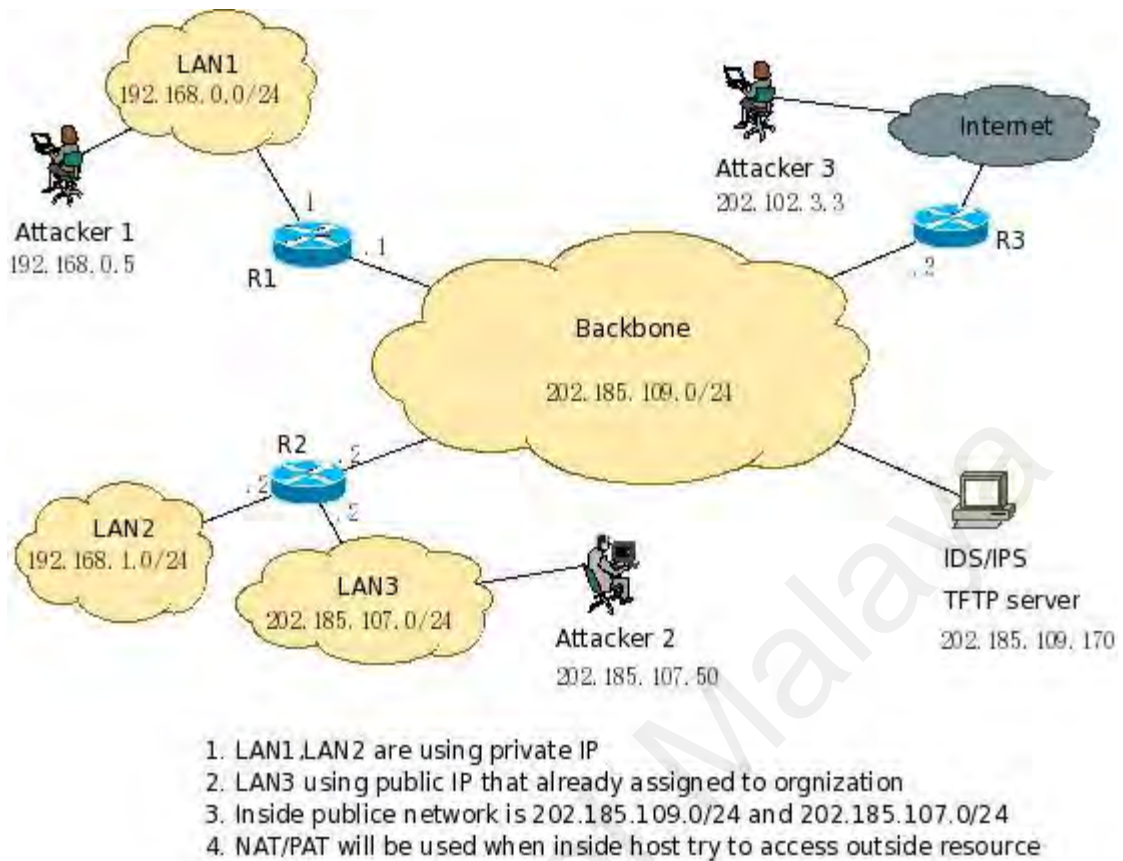 LAN1
192.168.0.0/24
Attacker 1
192.168.0.5
1
.1
R1
Attacker 3
202.102.3.3
Internet
R3
.2
Backbone
202.185.109.0/24
R2
.2
.2
.2
LAN2
192.168.1.0/24
LAN3
202.185.107.0/24
Attacker 2
202.185.107.50
IDS/IPS
TFTP server
202.185.109.170
Malaya
1. LAN1,LAN2 are using private IP
2. LAN3 using public IP that already assigned to orgnization
3. Inside publice network is 202.185.109.0/24 and 202.185.107.0/24
4. NAT/PAT will be used when inside host try to access outside resource